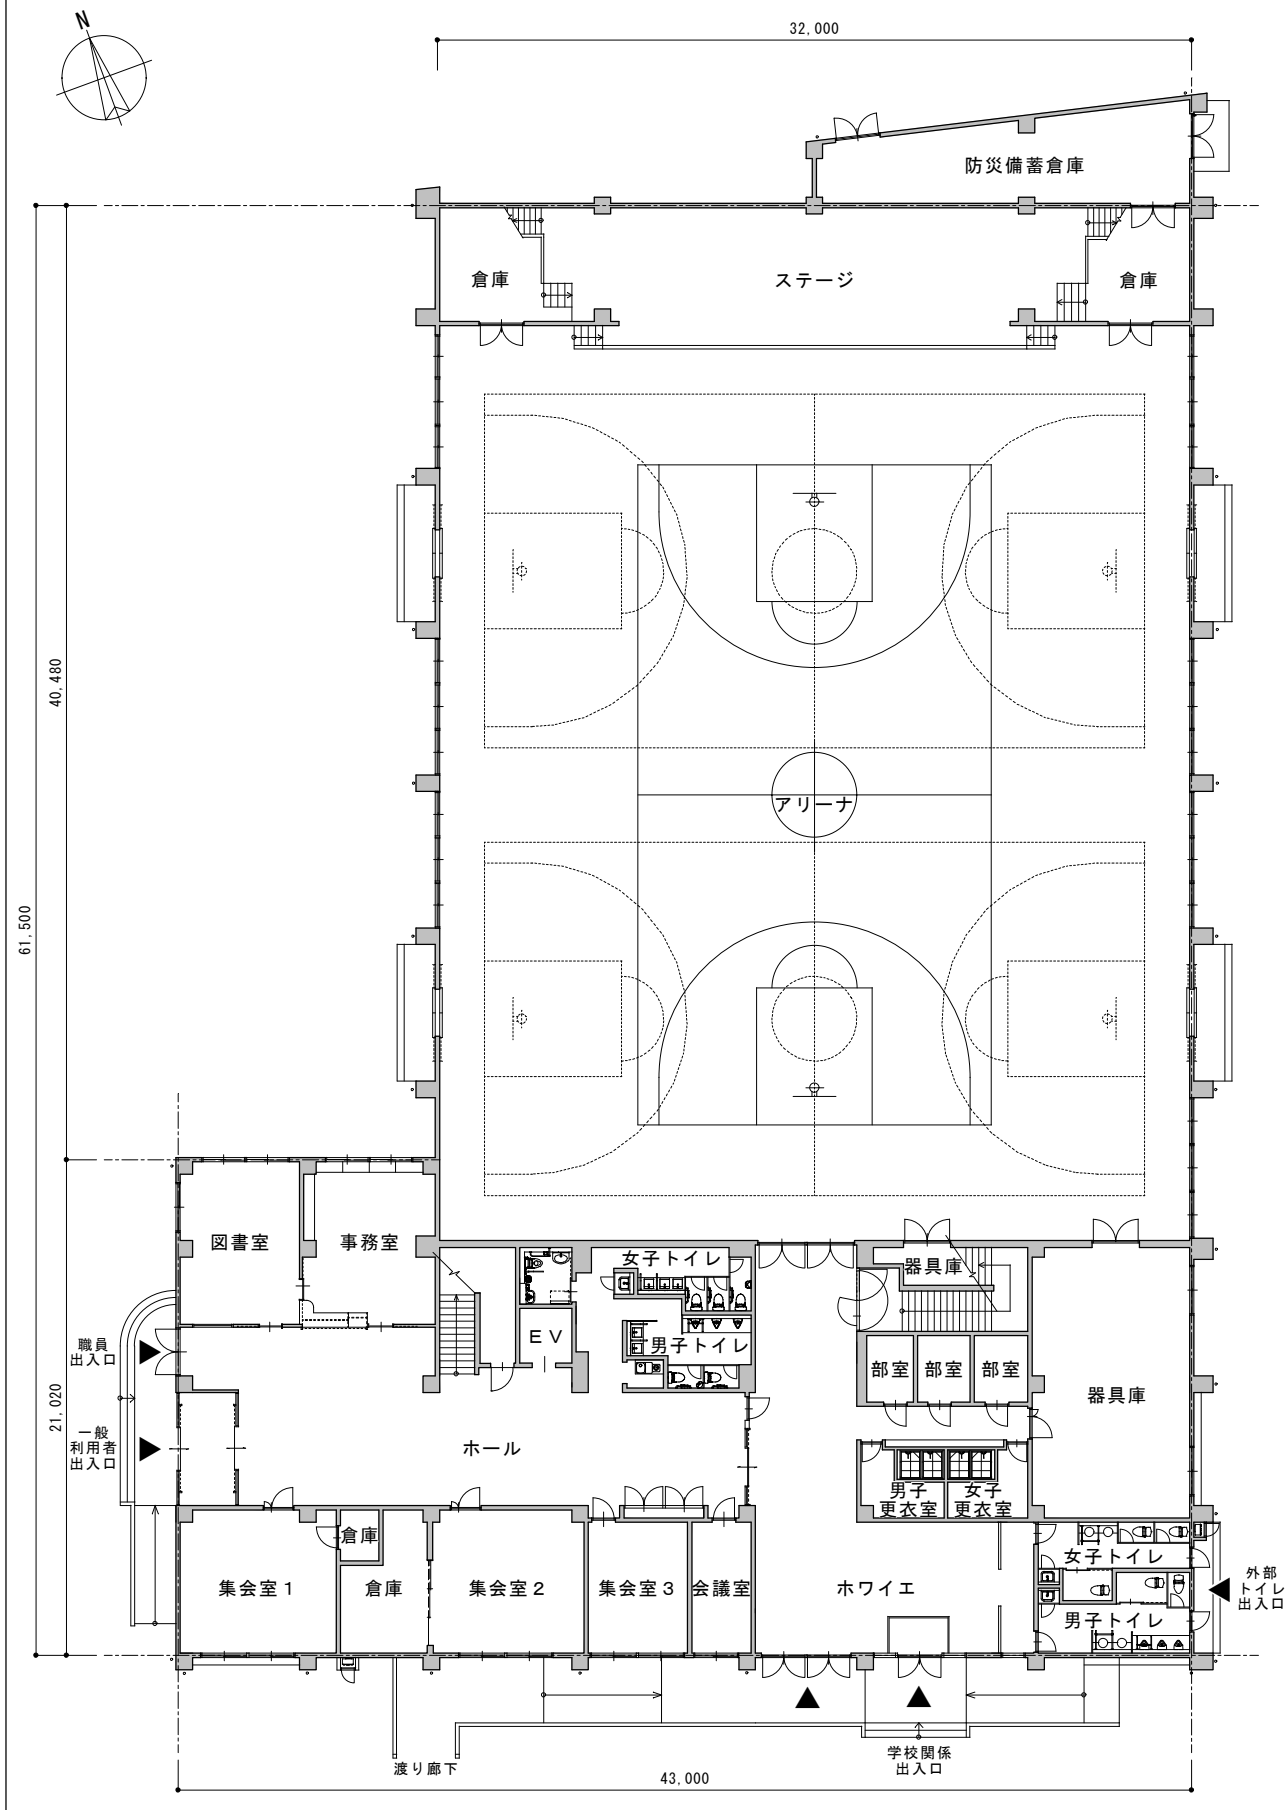 N
32,000
防災備蓄倉庫
倉庫
ステージ
倉庫
40,480
61,500
アリーナ
図書室
事務室
女子トイレ
器具庫
EV
男子トイレ
職員
出入口
部室
部室
部室
器具庫
21,020
一般
利用者
出入口
ホール
男子
更衣室
女子
更衣室
倉庫
集会室1
倉庫
集会室2
集会室3
会議室
ホワイエ
女子トイレ
男子トイレ
外部
トイレ
出入口
渡り廊下
学校関係
出入口
43,000